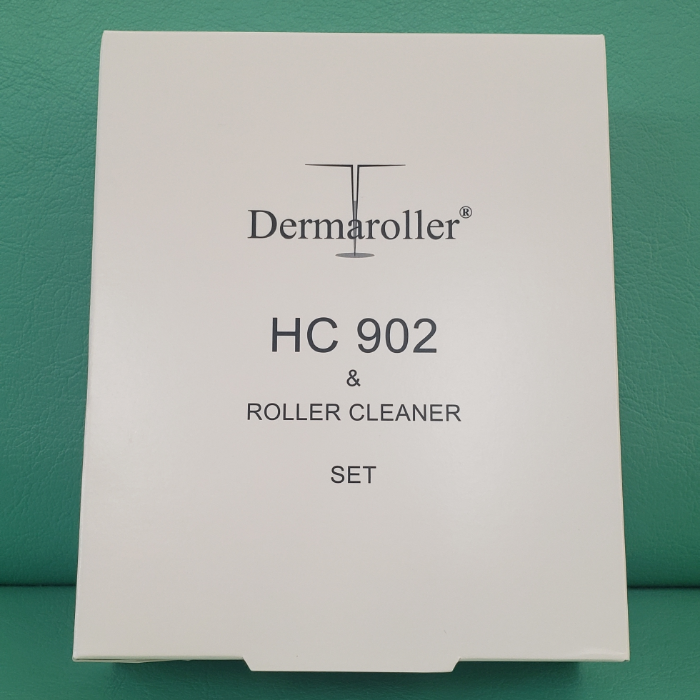 Dermaroller®
HC 902
&
ROLLER CLEANER
SET